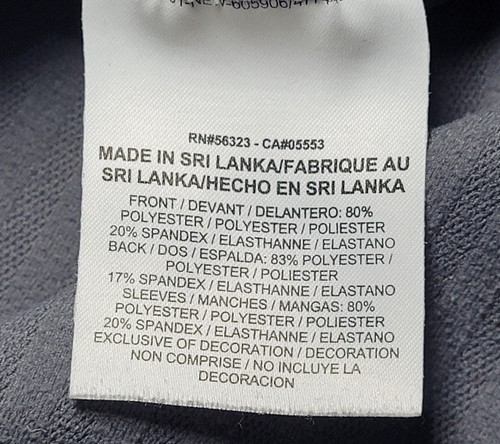 RN#56323 - CA#05553
MADE IN SRI LANKA/FABRIQUE AU
SRI LANKA/HECHO EN SRI LANKA
FRONT / DEVANT / DELANTERO: 80%
POLYESTER / POLYESTER / POLIESTER
20% SPANDEX / ELASTHANNE / ELASTANO
BACK / DOS / ESPALDA: 83% POLYESTER /
POLYESTER / POLIESTER
17% SPANDEX / ELASTHANNE / ELASTANO
SLEEVES / MANCHES / MANGAS: 80%
POLYESTER / POLYESTER / POLIESTER
20% SPANDEX / ELASTHANNE / ELASTANO
EXCLUSIVE OF DECORATION / DECORATION
NON COMPRISE / NO INCLUYE LA
DECORACION